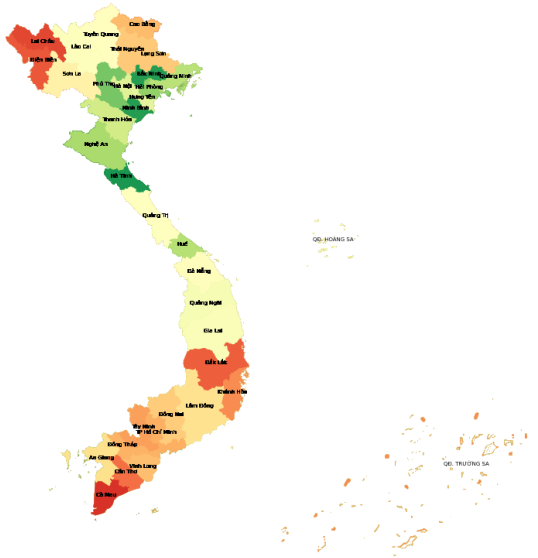 Cao Bằng
Tuyên Quang
Lai Châu
Lào Cai
Thái Nguyên
Lạng Sơn
Điện Biên
Sơn La
Bắc Ninh
Quảng Ninh
Phú Thọ
Hà Nội
Hải Phòng
Hưng Yên
Ninh Bình
Thanh Hóa
Nghệ An
Hà Tĩnh
Quảng Trị
Huế
QĐ. HOÀNG SA
Đà Nẵng
Quảng Ngãi
Gia Lai
Đắk Lắk
Khánh Hòa
Lâm Đồng
Đồng Nai
Tây Ninh
TP Hồ Chí Minh
Đồng Tháp
An Giang
Vĩnh Long
Cần Thơ
QĐ. TRƯỜNG SA
Cà Mau